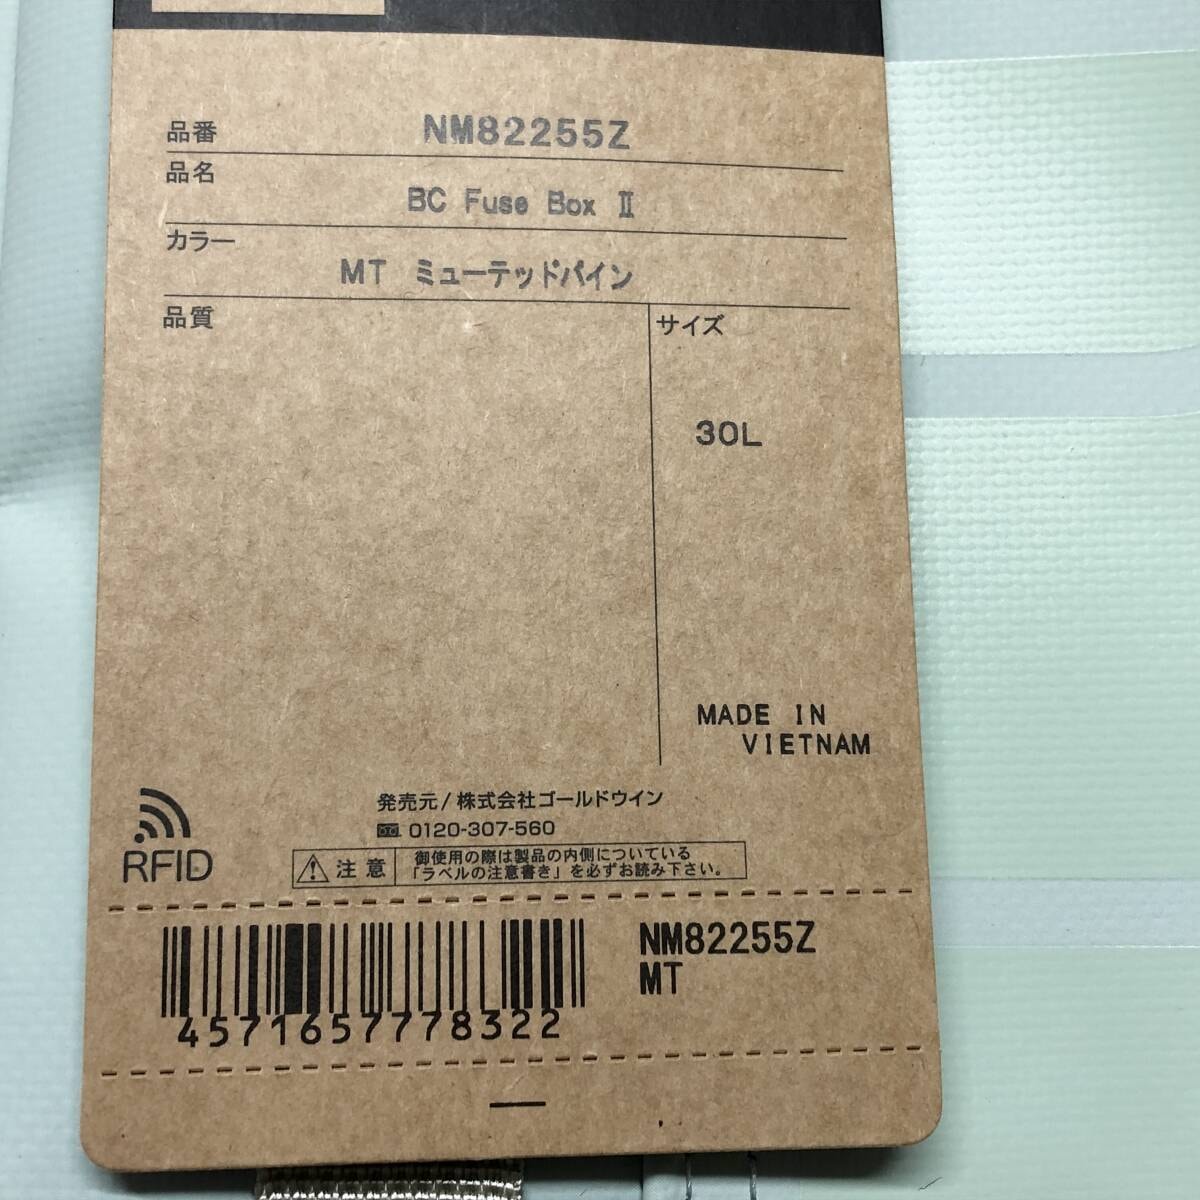 品番 NM82255Z
品名
BC Fuse Box Ⅱ
カラー
MT ミューテッドパイン
品質
サイズ
30L
MADE IN
VIETNAM
発売元/株式会社ゴールドウイン
0120-307-560
RFID
注意
御使用の際は製品の内側についている
「ラベルの注意書き」を必ずお読み下さい。
NM82255Z
MT
4571657778322